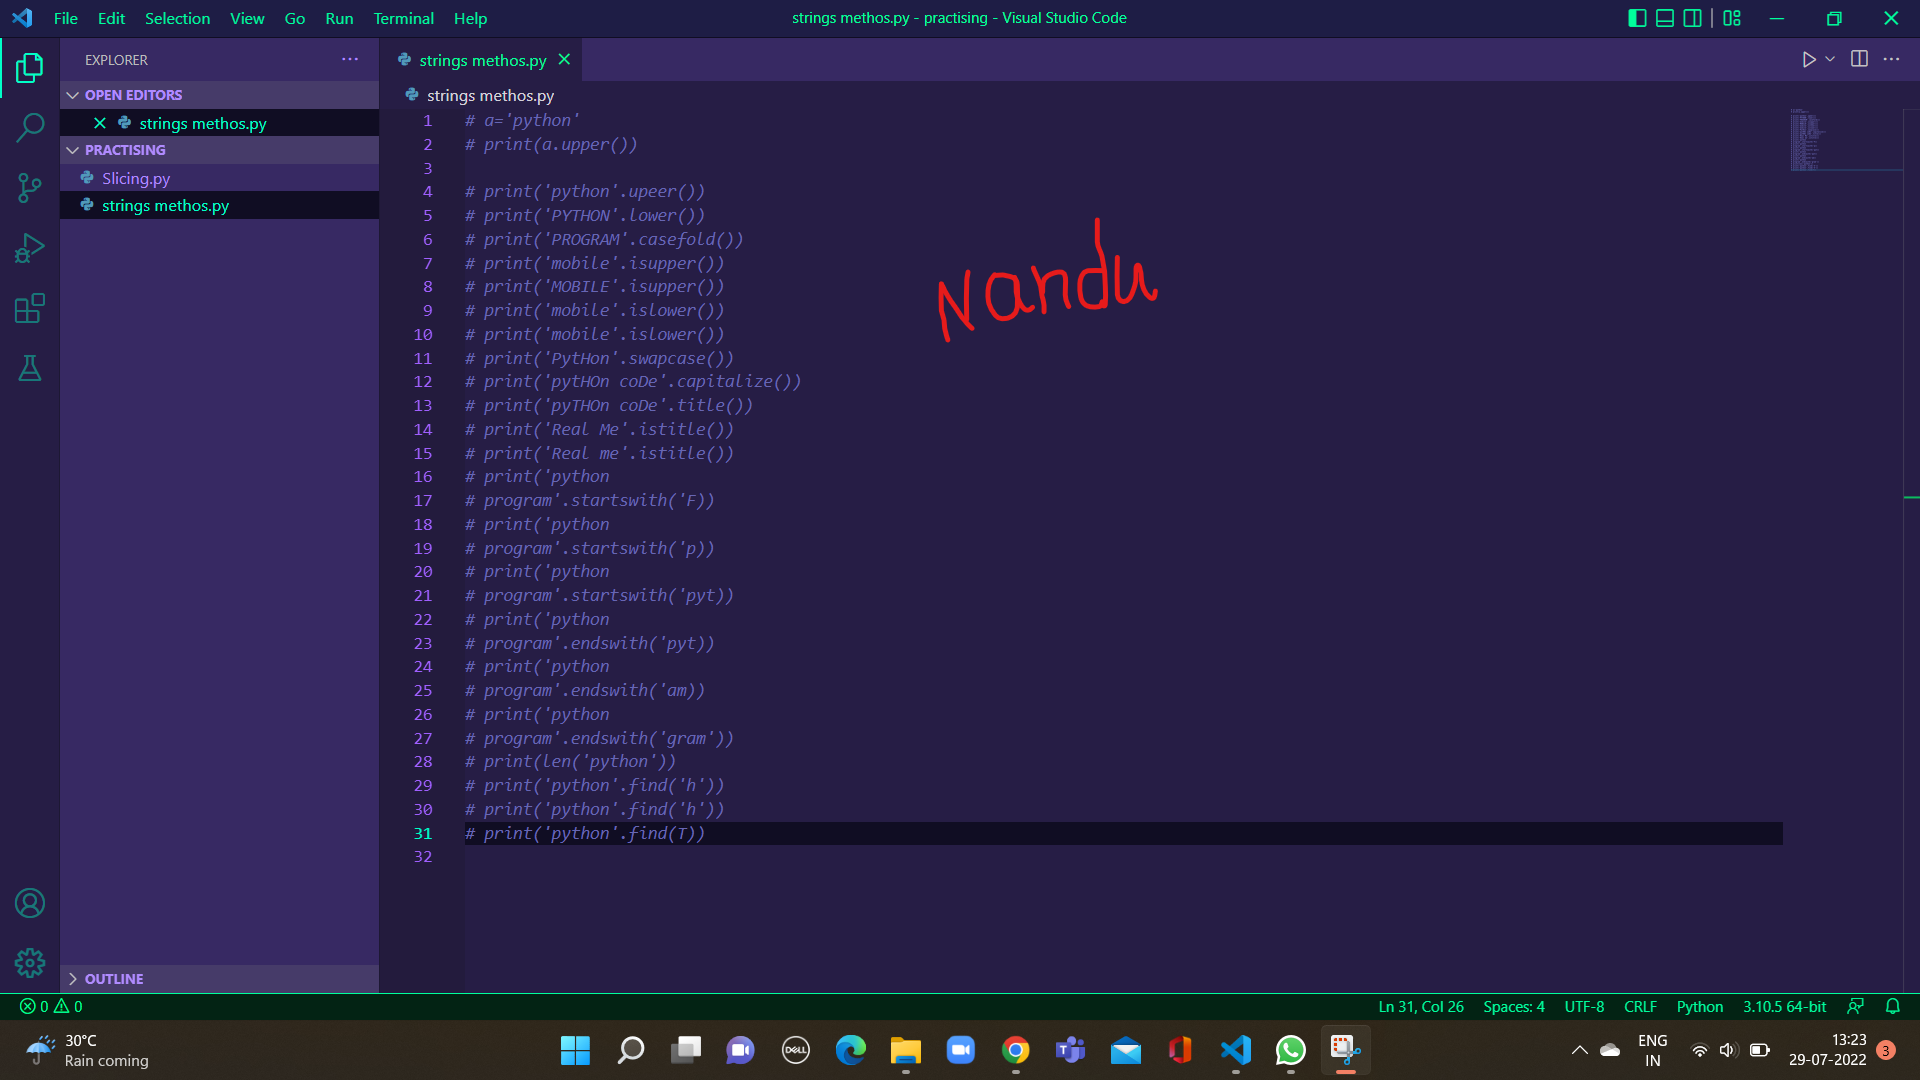 File Edit Selection View Go Run Terminal Help
strings methos.py - practising - Visual Studio Code
EXPLORER
OPEN EDITORS
strings methos.py
PRACTISING
Slicing.py
strings methos.py
OUTLINE
strings methos.py
strings methos.py
1 # a='python'
2 # print(a.upper())
3
4 # print('python'.upeer())
5 # print('PYTHON'.lower())
6 # print('PROGRAM'.casefold())
7 # print('mobile'.isupper())
8 # print('MOBILE'.isupper())
9 # print('mobile'.islower())
10 # print('mobile'.islower())
11 # print('PytHon'.swapcase())
12 # print('pytHOn coDe'.capitalize())
13 # print('pyTHOn coDe'.title())
14 # print('Real Me'.istitle())
15 # print('Real me'.istitle())
16 # print('python
17 # program'.startswith('F))
18 # print('python
19 # program'.startswith('p))
20 # print('python
21 # program'.startswith('pyt))
22 # print('python
23 # program'.endswith('pyt))
24 # print('python
25 # program'.endswith('am))
26 # print('python
27 # program'.endswith('gram'))
28 # print(len('python'))
29 # print('python'.find('h'))
30 # print('python'.find('h'))
31 # print('python'.find(T))
32
Nandu
0 0
Ln 31, Col 26 Spaces: 4 UTF-8 CRLF Python 3.10.5 64-bit
30°C
Rain coming
DELL
ENG
IN
13:23
29-07-2022
3